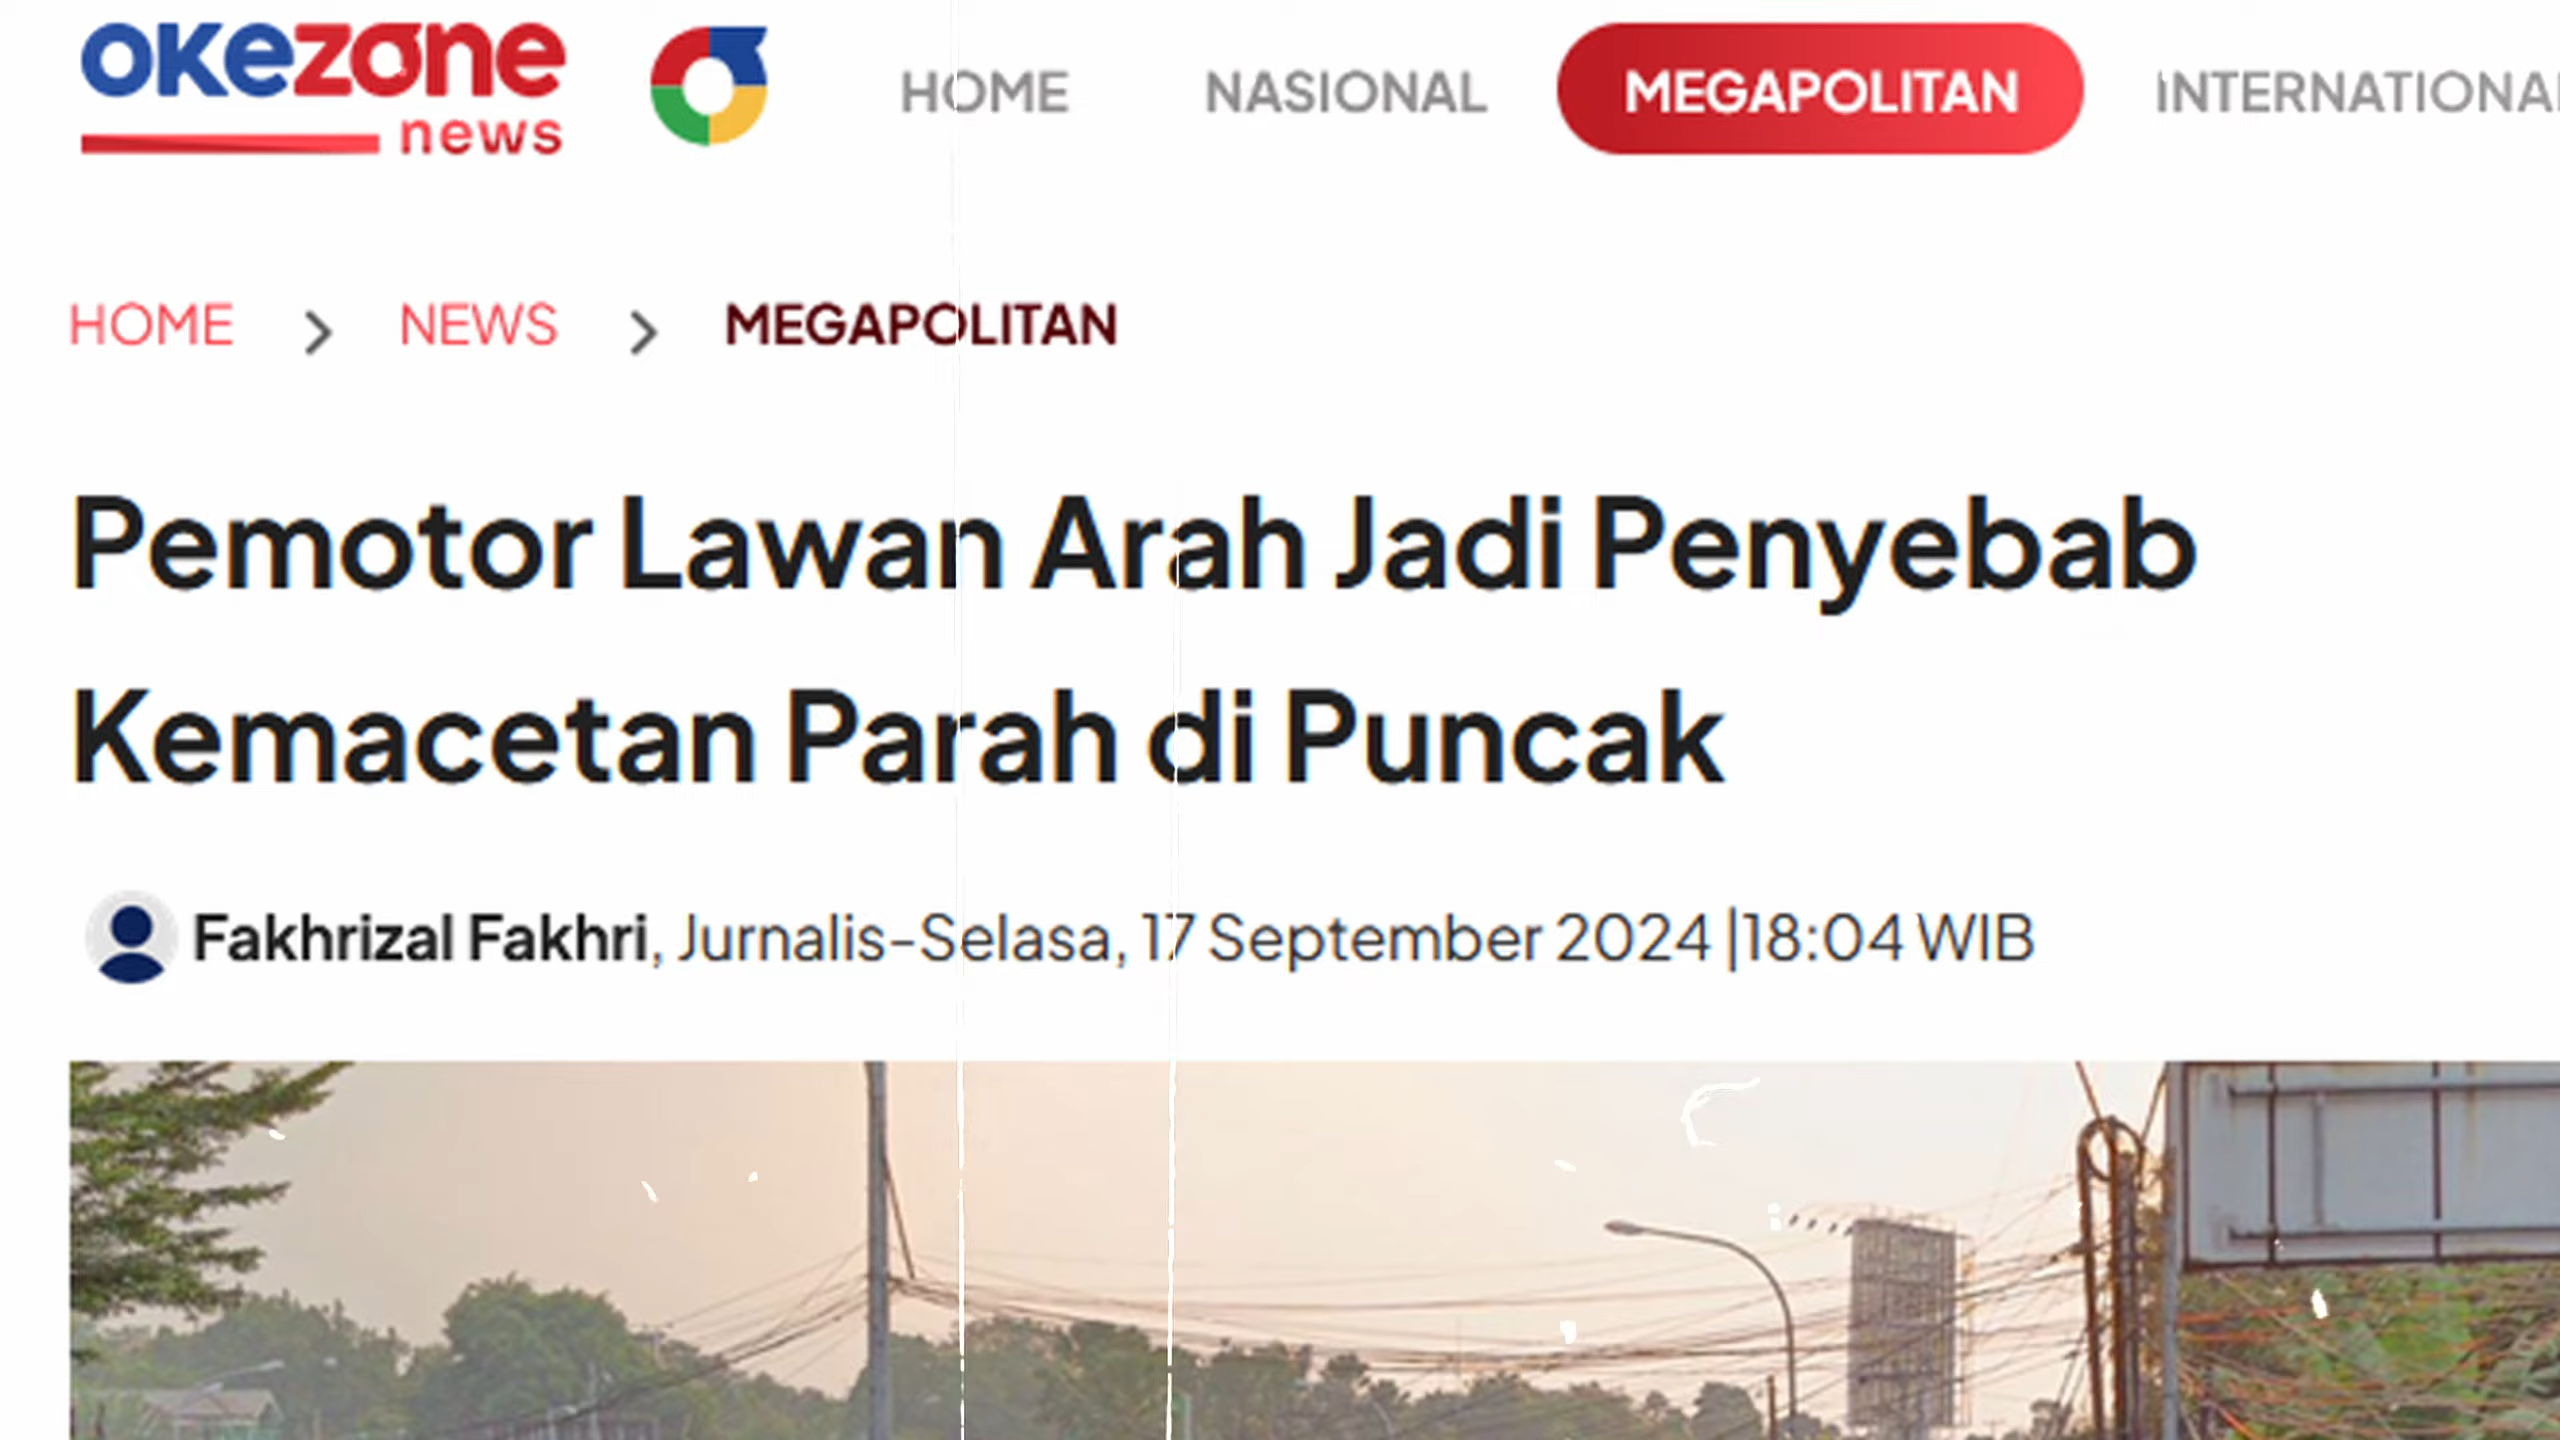 okezone
news
HOME NASIONAL MEGAPOLITAN INTERNATIONAL
HOME > NEWS > MEGAPOLITAN
Pemotor Lawan Arah Jadi Penyebab
Kemacetan Parah di Puncak
Fakhrizal Fakhri, Jurnalis-Selasa, 17 September 2024 |18:04 WIB